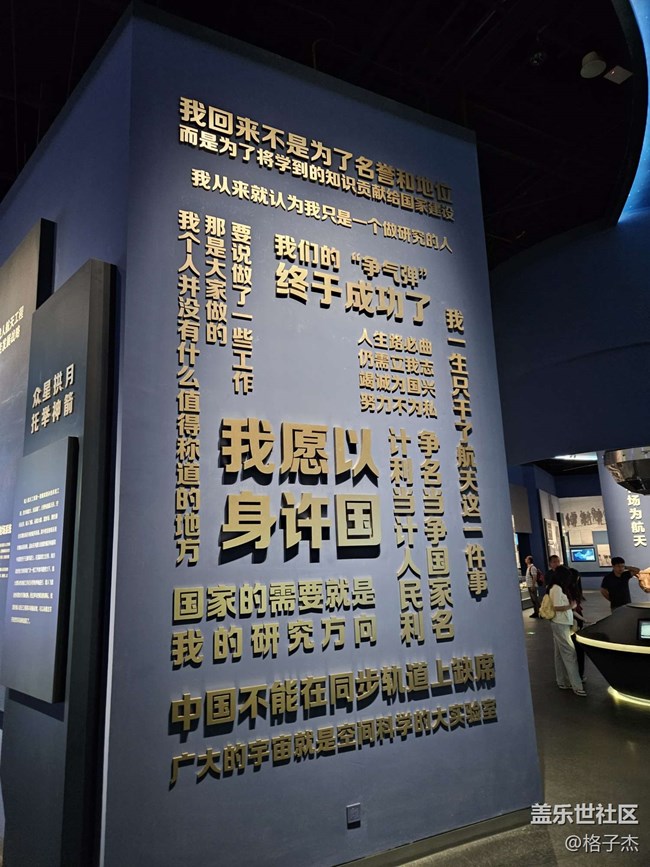 我回来不是为了名誉和地位
而是为了将学到的知识贡献给国家建设
我从来就认为我只是一个做研究的人
要说做了一些工作
那是大家做的
我个人并没有什么值得称道的地方
我们的“争气弹”
终于成功了
人生路必曲
仍需立我志
竭诚为国兴
努力不为私
我一生只干了航天这一件事
我愿以
身许国
争名当争国家名
计利当计人民利
国家的需要就是
我的研究方向
中国不能在同步轨道上缺席
广大的宇宙就是空间科学的大实验室
众星拱月
托举神箭
场为航天
盖乐世社区
@格子杰